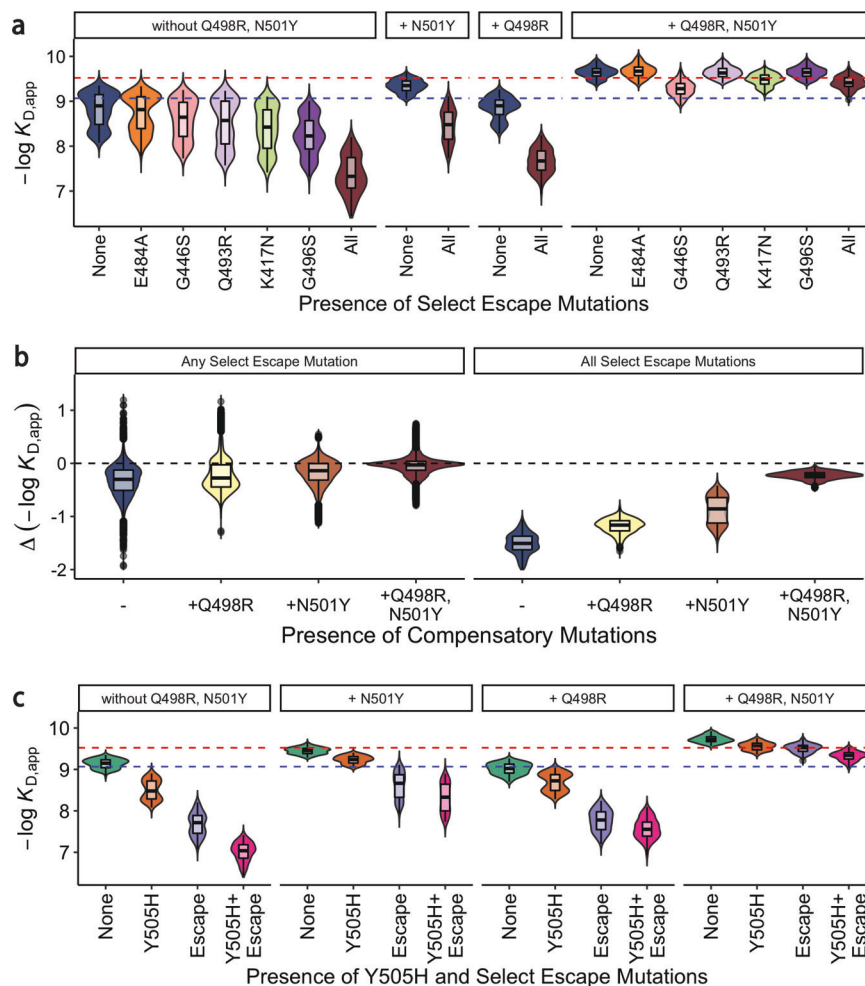 a
without Q498R, N501Y
+ N501Y
+ Q498R
+ Q498R, N501Y
− log K_D,app
10
9
8
7
None
E484A
G446S
Q493R
K417N
G496S
All
None
All
None
All
None
E484A
G446S
Q493R
K417N
G496S
All
Presence of Select Escape Mutations
b
Any Select Escape Mutation
All Select Escape Mutations
Δ (−log K_D,app)
1
0
-1
-2
-
+Q498R
+N501Y
+Q498R,
N501Y
-
+Q498R
+N501Y
+Q498R,
N501Y
Presence of Compensatory Mutations
c
without Q498R, N501Y
+ N501Y
+ Q498R
+ Q498R, N501Y
−log K_D,app
10
9
8
7
None
Y505H
Escape
Y505H+
Escape
None
Y505H
Escape
Y505H+
Escape
None
Y505H
Escape
Y505H+
Escape
None
Y505H
Escape
Y505H+
Escape
Presence of Y505H and Select Escape Mutations